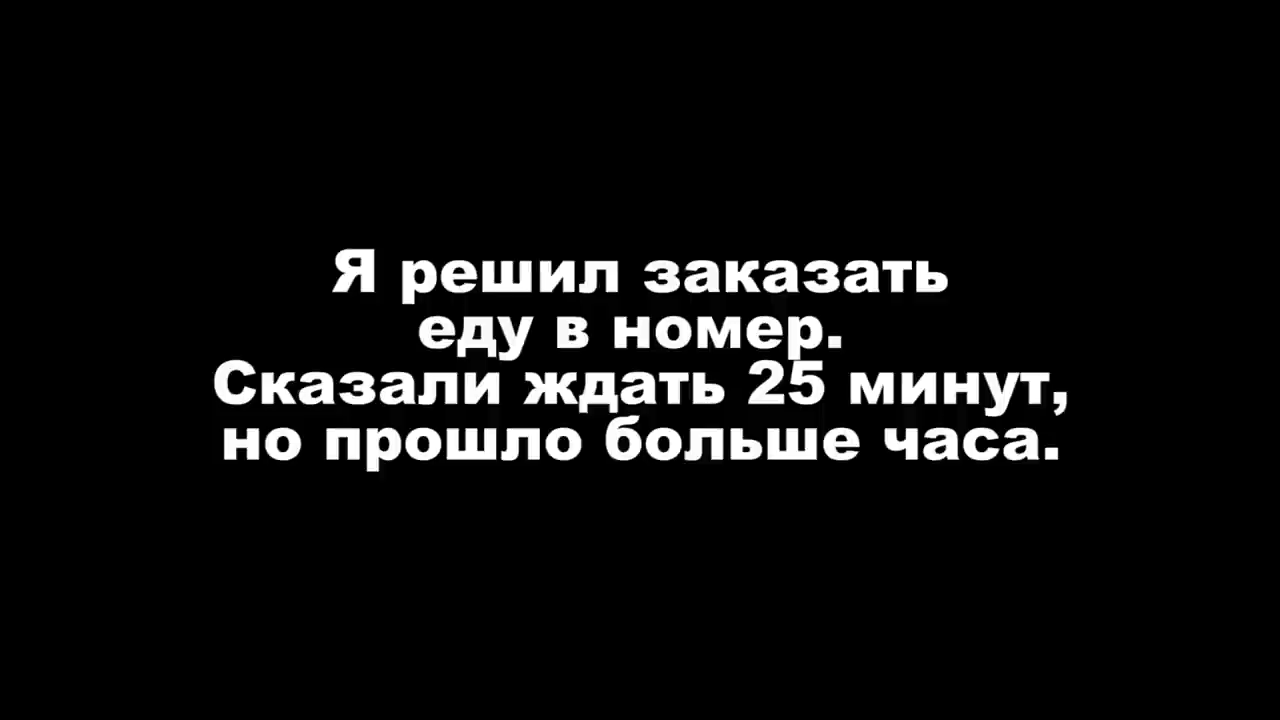 Я решил заказать
еду в номер.
Сказали ждать 25 минут,
но прошло больше часа.